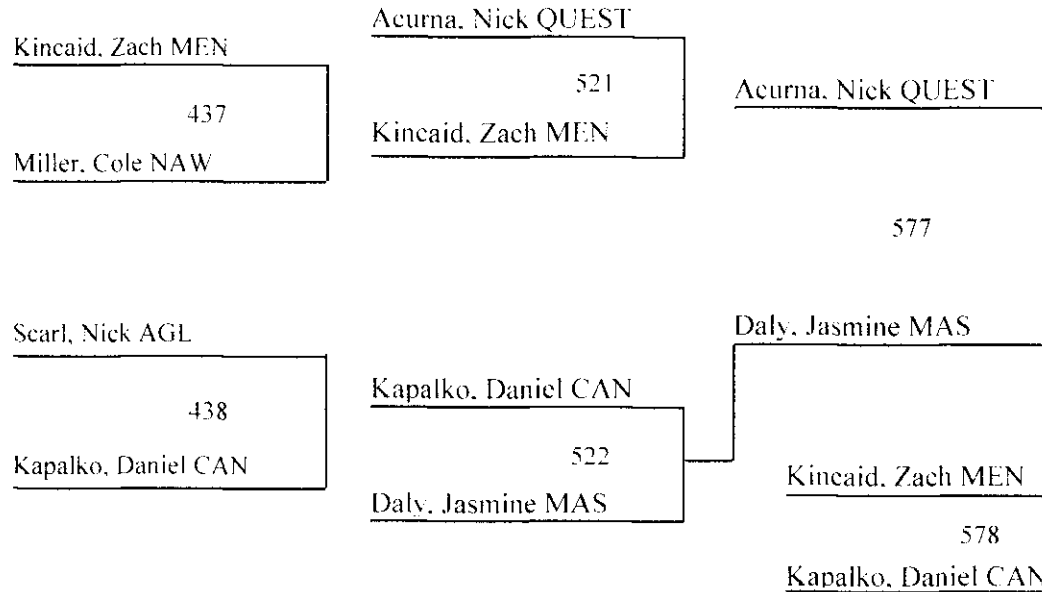 Kincaid, Zach MEN
437
Miller, Cole NAW
Scarl, Nick AGL
438
Kapalko, Daniel CAN
Acurna, Nick QUEST
521
Kincaid, Zach MEN
Kapalko, Daniel CAN
522
Daly, Jasmine MAS
Acurna, Nick QUEST
577
Daly, Jasmine MAS
Kincaid, Zach MEN
578
Kapalko, Daniel CAN